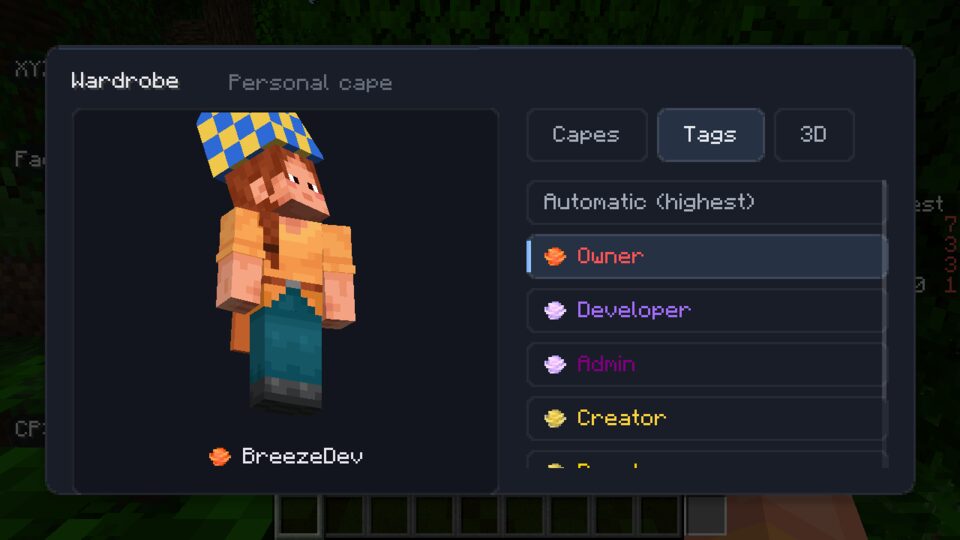 Wardrobe
Personal cape
Capes
Tags
3D
Automatic (highest)
Owner
Developer
Admin
Creator
BreezeDev